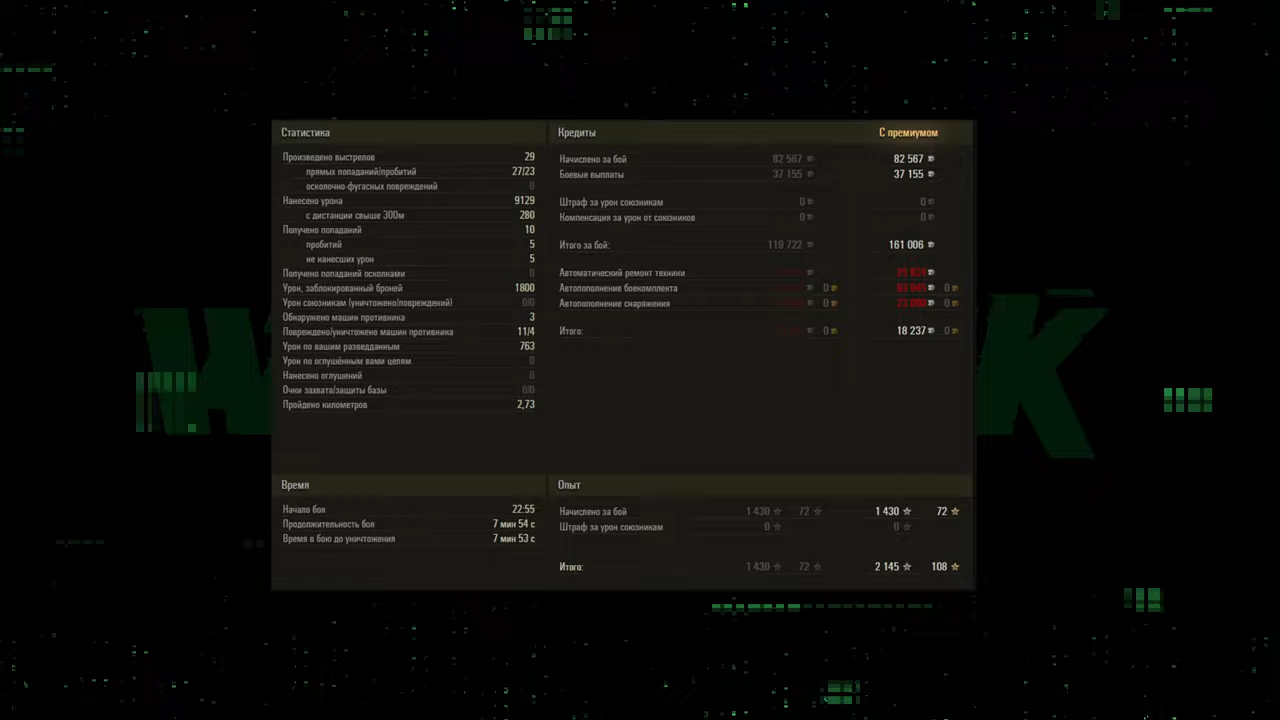 Статистика
Произведено выстрелов 29
прямых попаданий/пробитий 27/23
осколочно-фугасных повреждений 0
Нанесено урона 9129
с дистанции свыше 300м 280
Получено попаданий 10
пробитий 5
не нанесших урон 5
Получено попаданий осколками 0
Урон, заблокированный броней 1800
Урон союзникам (уничтожено/повреждений) 0/0
Обнаружено машин противника 3
Повреждено/уничтожено машин противника 11/4
Урон по вашим разведданным 763
Урон по оглушённым вами целям 0
Нанесено оглушений 0
Очки захвата/защиты базы 0/0
Пройдено километров 2,73
Кредиты С премиумом
Начислено за бой 82 567 82 567
Боевые выплаты 37 155 37 155
Штраф за урон союзникам 0 0
Компенсация за урон от союзников 0 0
Итого за бой: 119 722 161 006
Автоматический ремонт техники
Автопополнение боекомплекта 0 0
Автопополнение снаряжения 0 0
Итого: 0 18 237 0
Время
Начало боя 22:55
Продолжительность боя 7 мин 54 с
Время в бою до уничтожения 7 мин 53 с
Опыт
Начислено за бой 1 430 72 1 430 72
Штраф за урон союзникам 0 0
Итого: 1 430 72 2 145 108